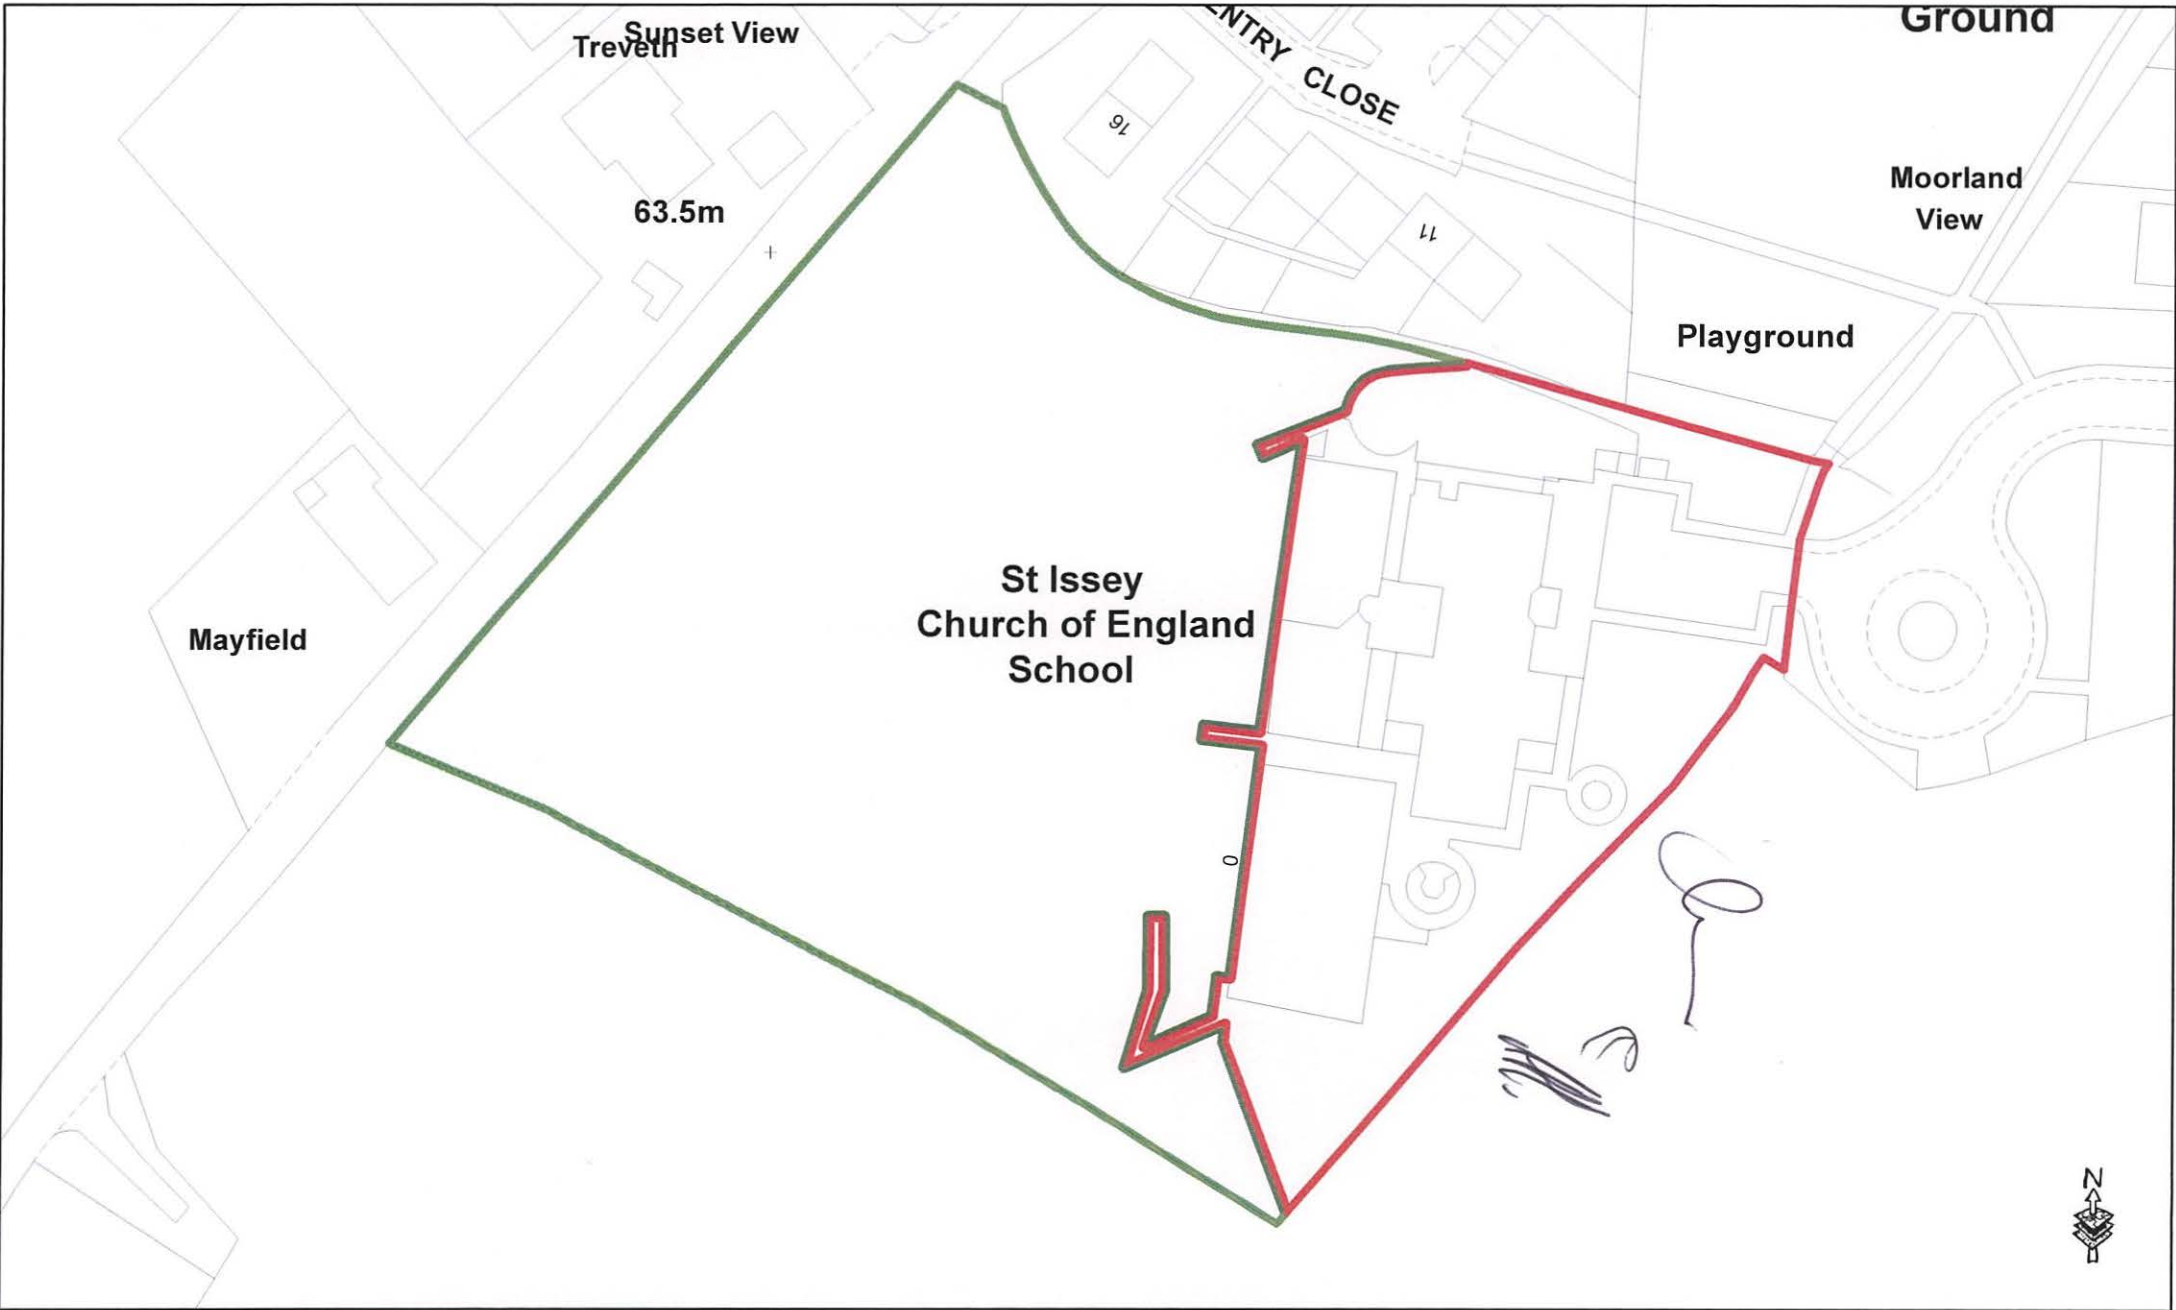 Ground
Sunset View
Treveth
ENTRY CLOSE
16
63.5m
11
Moorland
View
Playground
St Issey
Church of England
School
Mayfield
0
N